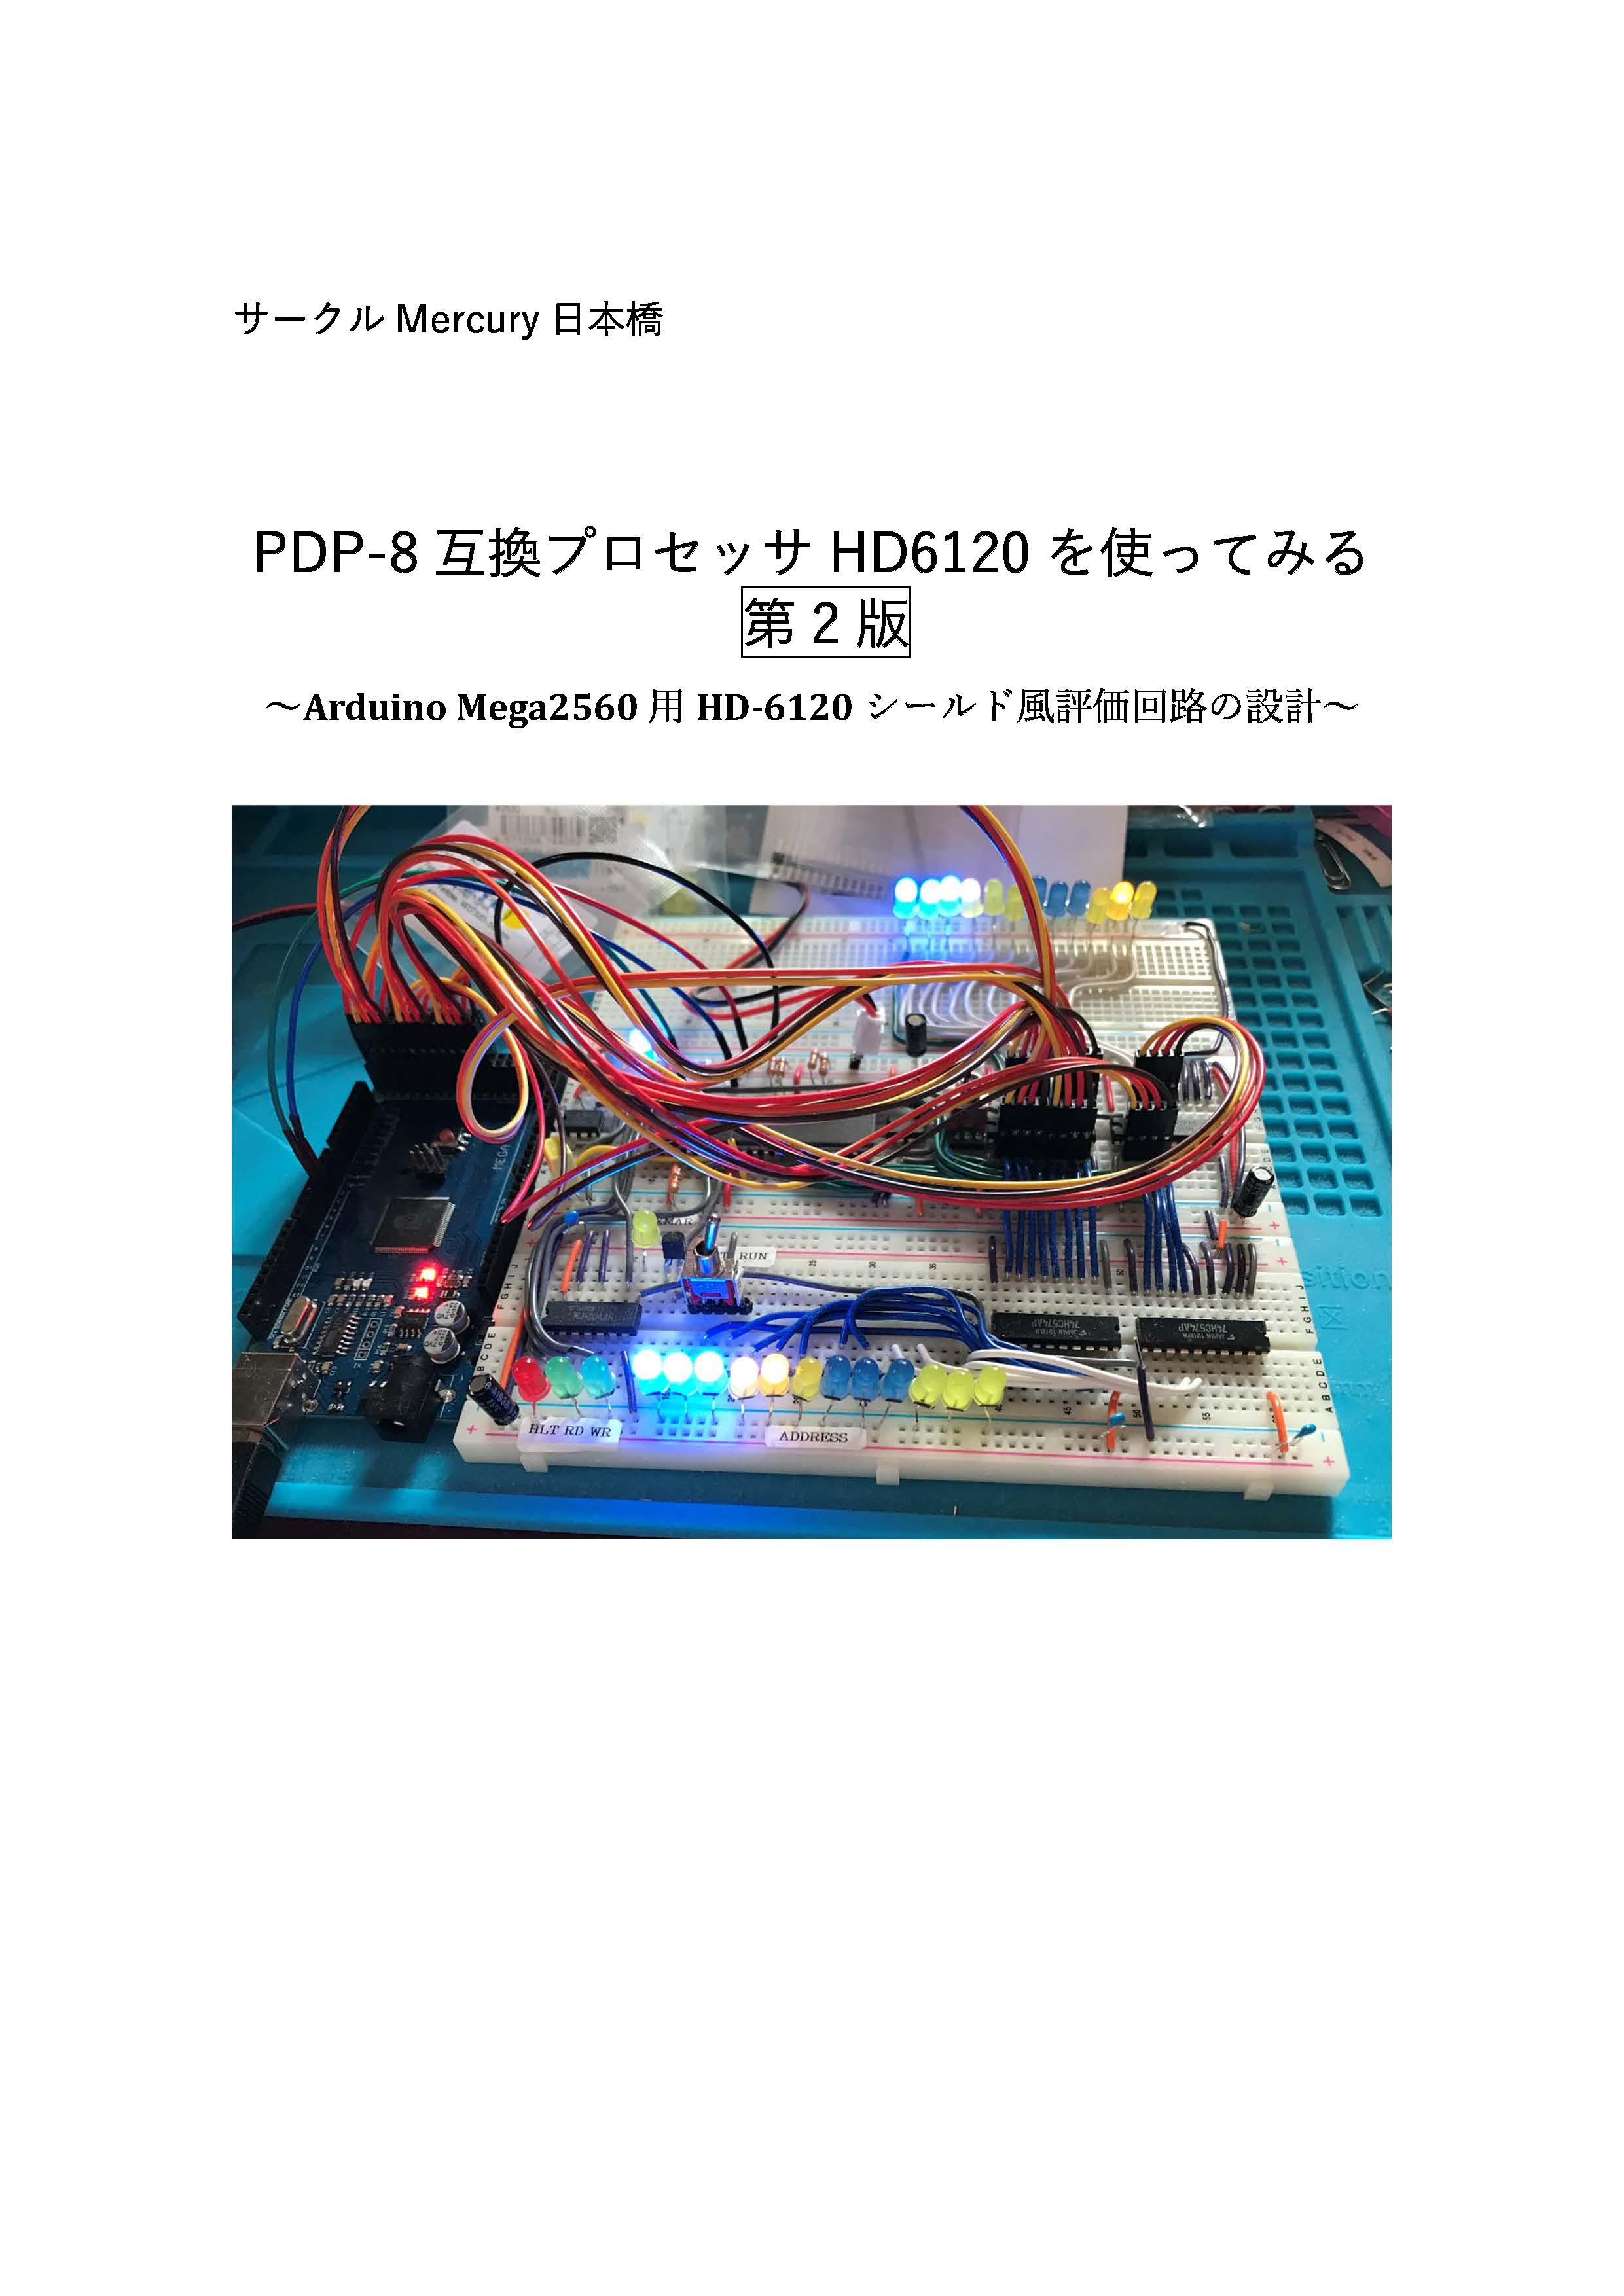 サークル Mercury 日本橋
PDP-8 互換プロセッサ HD6120 を使ってみる
第 2 版
～Arduino Mega2560 用 HD-6120 シールド風評価回路の設計～
RUN
74HC574AP
74HC574AP
HLT RD WR
ADDRESS